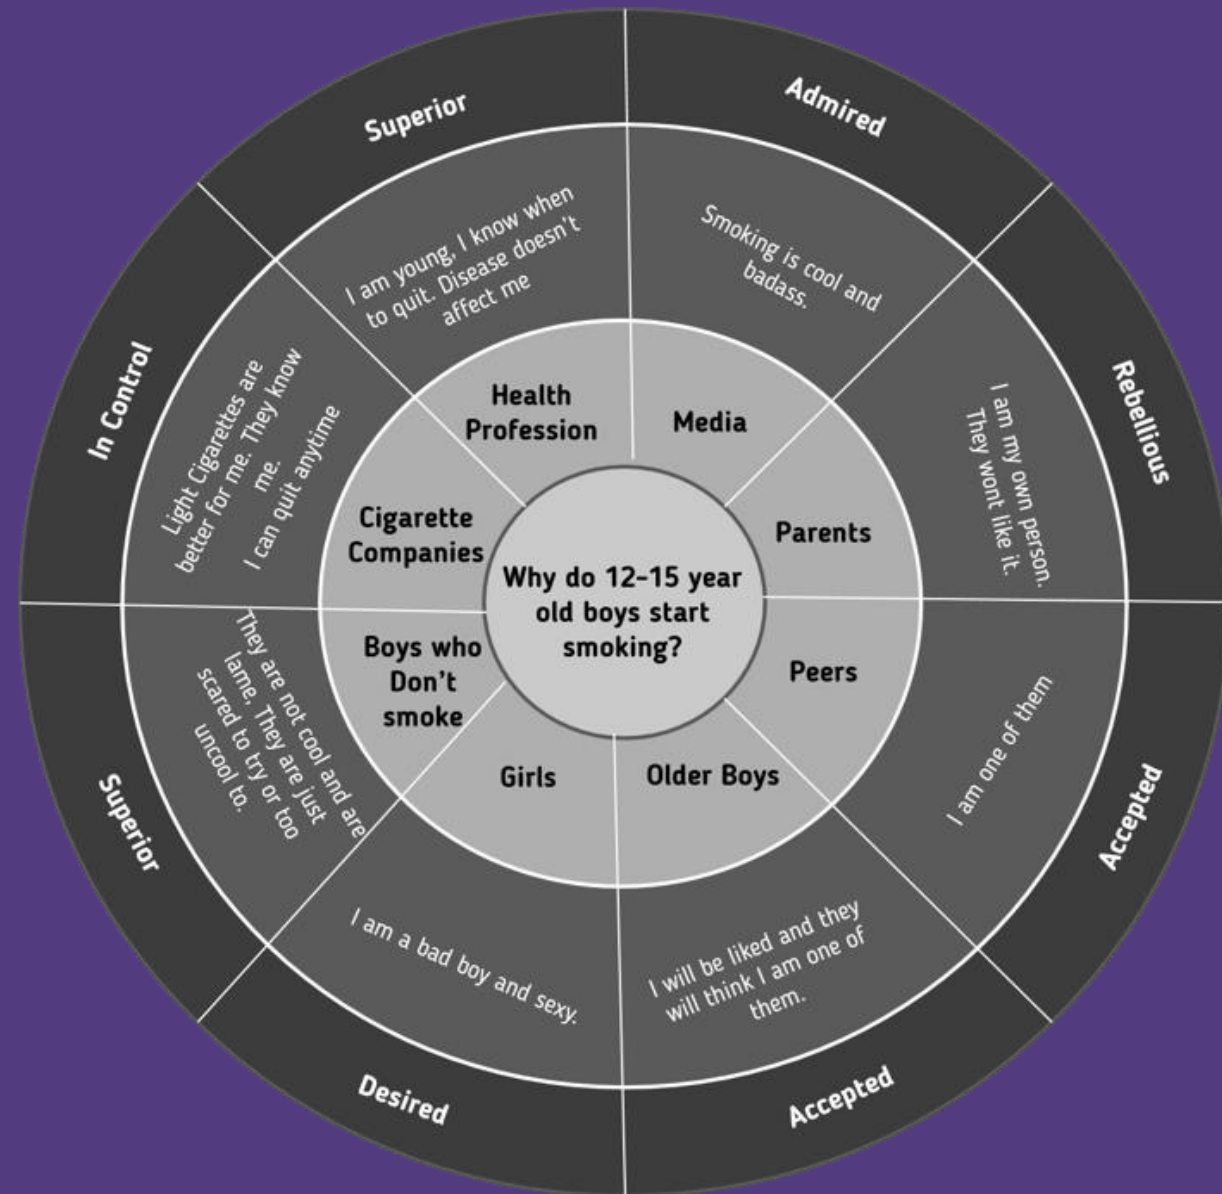 Why do 12-15 year
old boys start
smoking?
Media
Parents
Peers
Older Boys
Girls
Boys who
Don't
smoke
Cigarette
Companies
Health
Profession
Smoking is cool and
badass.
I am my own person.
They wont like it.
I am one of them
I will be liked and they
will think I am one of
them.
I am a bad boy and sexy.
They are not cool and are
lame. They are just
scared to try or too
uncool to.
Light Cigarettes are
better for me. They know
me.
I can quit anytime
I am young, I know when
to quit. Disease doesn't
affect me
Admired
Rebellious
Accepted
Accepted
Desired
Superior
In Control
Superior